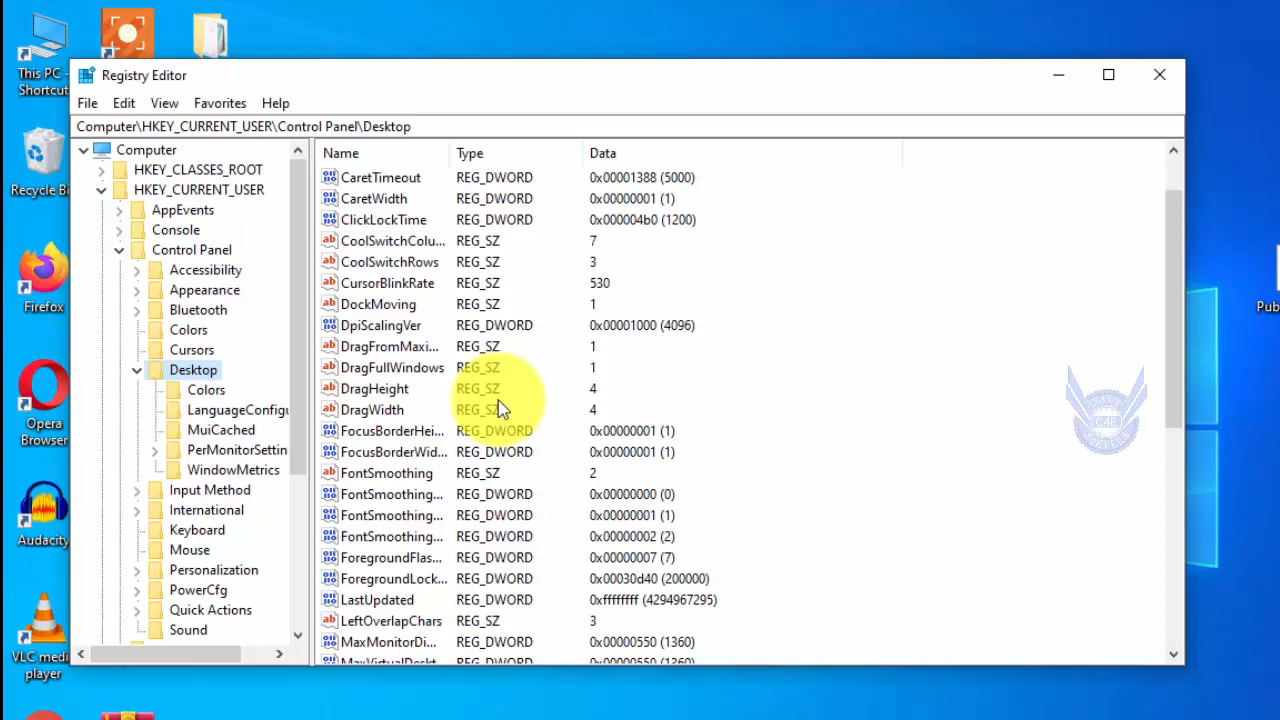 This PC -
Shortcut
Recycle Bi
Firefox
Opera
Browser
Audacity
VLC medi
player
Pub
Registry Editor
File Edit View Favorites Help
Computer\HKEY_CURRENT_USER\Control Panel\Desktop
Computer
HKEY_CLASSES_ROOT
HKEY_CURRENT_USER
AppEvents
Console
Control Panel
Accessibility
Appearance
Bluetooth
Colors
Cursors
Desktop
Colors
LanguageConfigu
MuiCached
PerMonitorSettin
WindowMetrics
Input Method
International
Keyboard
Mouse
Personalization
PowerCfg
Quick Actions
Sound
Name Type Data
CaretTimeout REG_DWORD 0x00001388 (5000)
CaretWidth REG_DWORD 0x00000001 (1)
ClickLockTime REG_DWORD 0x000004b0 (1200)
CoolSwitchColu... REG_SZ 7
CoolSwitchRows REG_SZ 3
CursorBlinkRate REG_SZ 530
DockMoving REG_SZ 1
DpiScalingVer REG_DWORD 0x00001000 (4096)
DragFromMaxi... REG_SZ 1
DragFullWindows REG_SZ 1
DragHeight REG_SZ 4
DragWidth REG_SZ 4
FocusBorderHei... REG_DWORD 0x00000001 (1)
FocusBorderWid... REG_DWORD 0x00000001 (1)
FontSmoothing REG_SZ 2
FontSmoothing... REG_DWORD 0x00000000 (0)
FontSmoothing... REG_DWORD 0x00000001 (1)
FontSmoothing... REG_DWORD 0x00000002 (2)
ForegroundFlas... REG_DWORD 0x00000007 (7)
ForegroundLock... REG_DWORD 0x00030d40 (200000)
LastUpdated REG_DWORD 0xffffffff (4294967295)
LeftOverlapChars REG_SZ 3
MaxMonitorDi... REG_DWORD 0x00000550 (1360)
MaxVirtualDeskt... REG_DWORD 0x00000550 (1360)
C4E